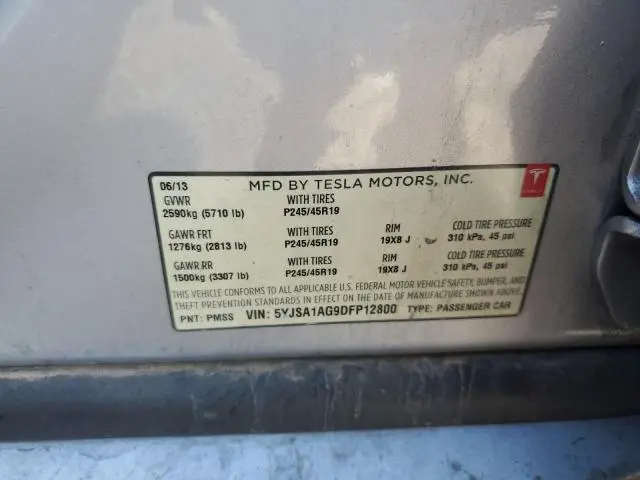 06/13 MFD BY TESLA MOTORS, INC.
GVWR WITH TIRES
2590kg (5710 lb) P245/45R19
GAWR FRT WITH TIRES RIM COLD TIRE PRESSURE
1276kg (2813 lb) P245/45R19 19X8 J 310 kPa, 45 psi
GAWR RR WITH TIRES RIM COLD TIRE PRESSURE
1500kg (3307 lb) P245/45R19 19X8 J 310 kPa, 45 psi
THIS VEHICLE CONFORMS TO ALL APPLICABLE U.S. FEDERAL MOTOR VEHICLE SAFETY, BUMPER, AND
THEFT PREVENTION STANDARDS IN EFFECT ON THE DATE OF MANUFACTURE SHOWN ABOVE.
PNT: PMSS VIN: 5YJSA1AG9DFP12800 TYPE: PASSENGER CAR